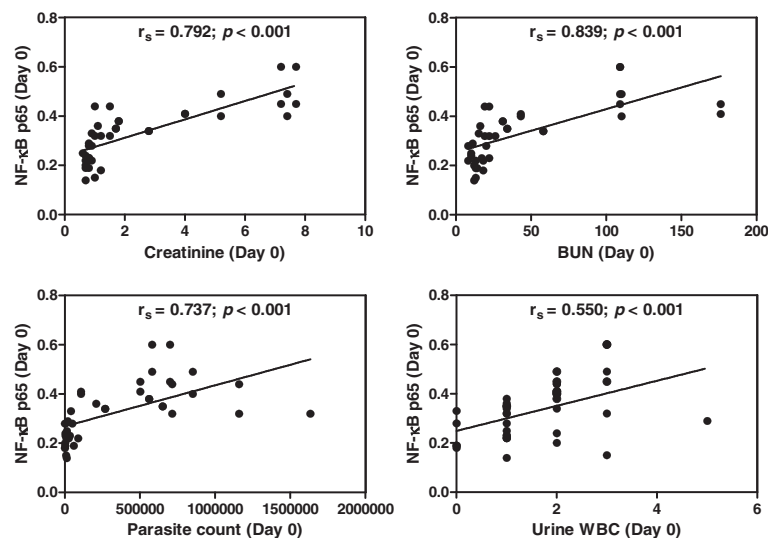 r_s = 0.792; p < 0.001
NF-κB p65 (Day 0)
0.8
0.6
0.4
0.2
0.0
0 2 4 6 8 10
Creatinine (Day 0)
r_s = 0.839; p < 0.001
NF-κB p65 (Day 0)
0.8
0.6
0.4
0.2
0.0
0 50 100 150 200
BUN (Day 0)
r_s = 0.737; p < 0.001
NF-κB p65 (Day 0)
0.8
0.6
0.4
0.2
0.0
0 500000 1000000 1500000 2000000
Parasite count (Day 0)
r_s = 0.550; p < 0.001
NF-κB p65 (Day 0)
0.8
0.6
0.4
0.2
0.0
0 2 4 6
Urine WBC (Day 0)